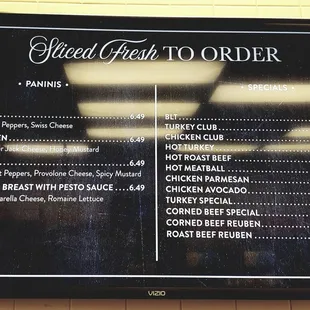 Sliced Fresh TO ORDER
• PANINIS •
6.49
Peppers, Swiss Cheese
6.49
Jack Cheese, Honey Mustard
6.49
Peppers, Provolone Cheese, Spicy Mustard
BREAST WITH PESTO SAUCE....6.49
Cheese, Romaine Lettuce
• SPECIALS •
BLT
TURKEY CLUB
CHICKEN CLUB
HOT TURKEY
HOT ROAST BEEF
HOT MEATBALL
CHICKEN PARMESAN
CHICKEN AVOCADO
TURKEY SPECIAL
CORNED BEEF SPECIAL
CORNED BEEF REUBEN
ROAST BEEF REUBEN
VIZIO